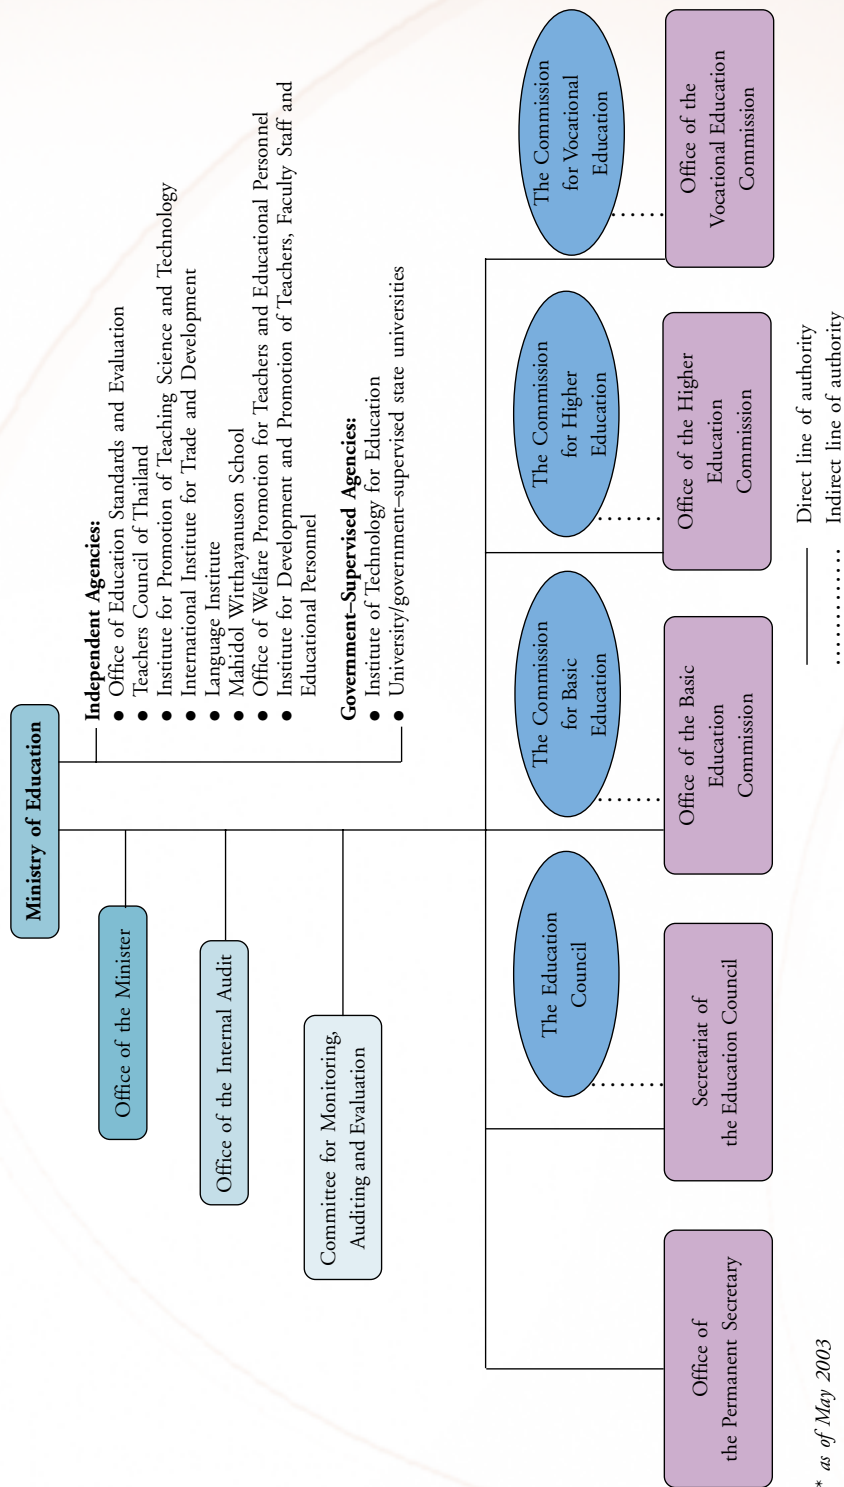 Ministry of Education
Office of the Minister
Office of the Internal Audit
Committee for Monitoring,
Auditing and Evaluation
Independent Agencies:
● Office of Education Standards and Evaluation
● Teachers Council of Thailand
● Institute for Promotion of Teaching Science and Technology
● International Institute for Trade and Development
● Language Institute
● Mahidol Witthayanuson School
● Office of Welfare Promotion for Teachers and Educational Personnel
● Institute for Development and Promotion of Teachers, Faculty Staff and
Educational Personnel
Government–Supervised Agencies:
● Institute of Technology for Education
● University/government–supervised state universities
The Education
Council
The Commission
for Basic
Education
The Commission
for Higher
Education
The Commission
for Vocational
Education
Office of
the Permanent Secretary
Secretariat of
the Education Council
Office of the Basic
Education
Commission
Office of the Higher
Education
Commission
Office of the
Vocational Education
Commission
Direct line of authority
Indirect line of authority
* as of May 2003